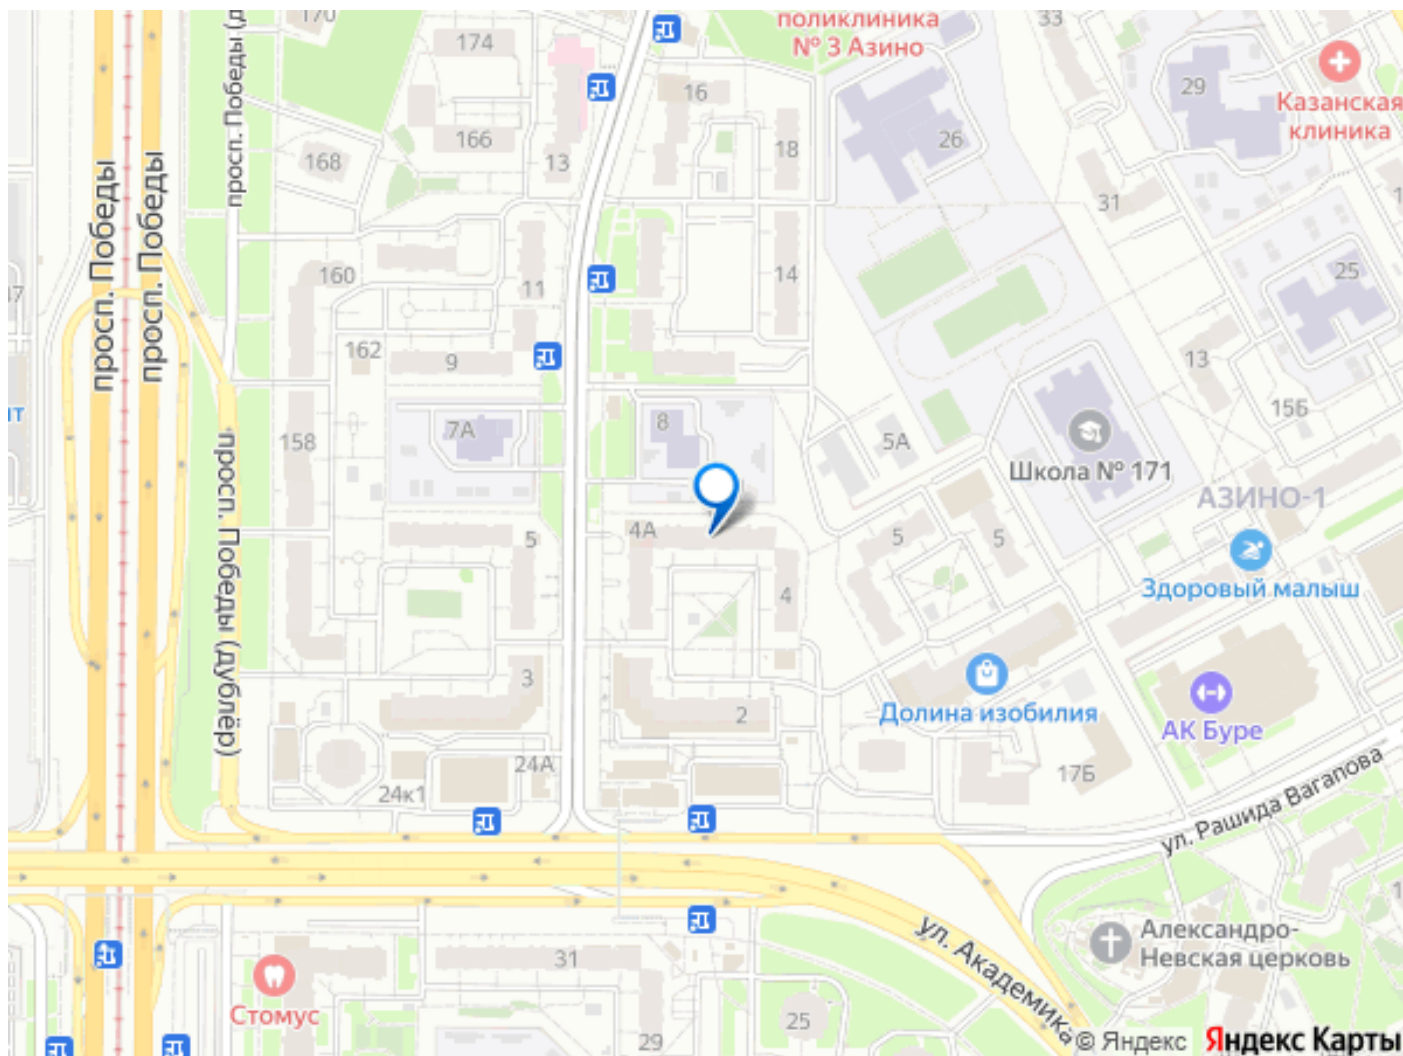 170
просп. Победы (д
174
поликлиника
№ 3 Азино
33
16
29
Казанская
клиника
166
168
13
18
26
31
просп. Победы
просп. Победы
160
11
14
25
162
9
13
15Б
158
7А
8
5А
Школа № 171
АЗИНО-1
просп. Победы (дублёр)
4А
5
5
5
Здоровый малыш
4
3
2
Долина изобилия
АК Буре
24А
24к1
17Б
ул. Рашида Вагапова
ул. Академика
Александро-
Невская церковь
31
Стомус
25
29
© Яндекс
Яндекс Карты